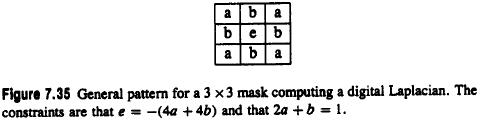 a b a
b e b
a b a
Figure 7.35 General pattern for a 3 ×3 mask computing a digital Laplacian. The
constraints are that e = −(4a + 4b) and that 2a + b = 1.